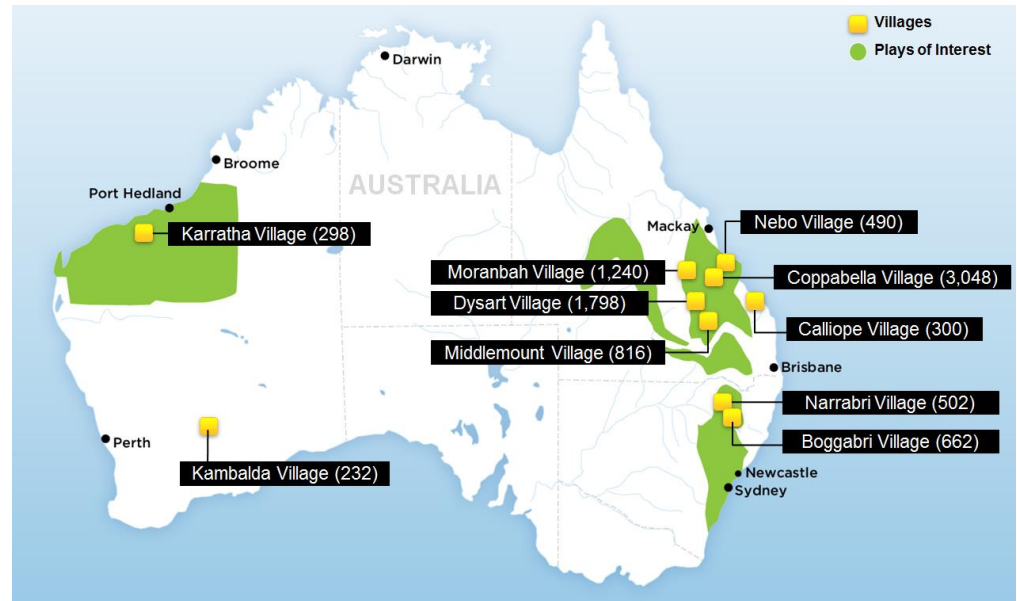 Villages
Plays of Interest
Darwin
Broome
AUSTRALIA
Port Hedland
Karratha Village (298)
Mackay
Nebo Village (490)
Moranbah Village (1,240)
Coppabella Village (3,048)
Dysart Village (1,798)
Calliope Village (300)
Middlemount Village (816)
Brisbane
Narrabri Village (502)
Boggabri Village (662)
Perth
Kambalda Village (232)
Newcastle
Sydney